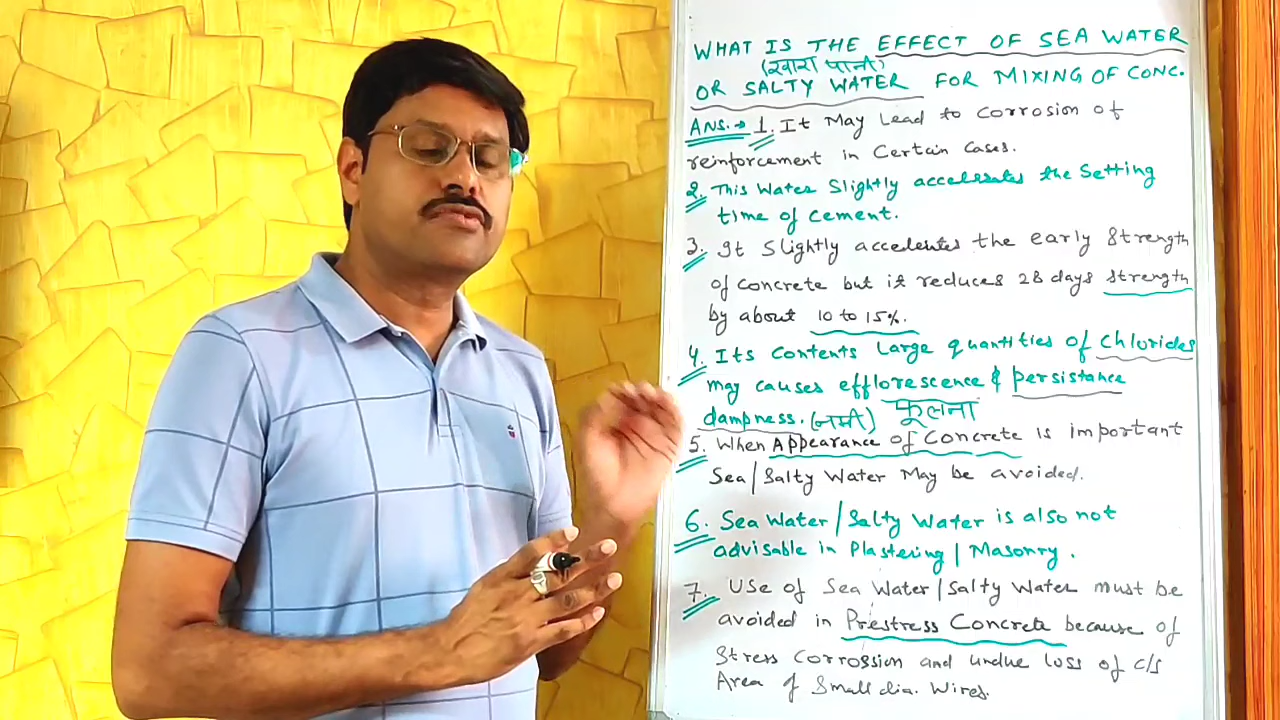 WHAT IS THE EFFECT OF SEA WATER
(खारा पानी)
OR SALTY WATER FOR MIXING OF CONC.
ANS.→ 1. It May Lead to Corrosion of
reinforcement in Certain Cases.
2. This Water Slightly accelerates the Setting
time of cement.
3. It Slightly accelerates the early Strength
of concrete but it reduces 28 days strength
by about 10 to 15%.
4. Its contents Large quantities of chlorides
may causes efflorescence & persistance
dampness. (नमी) फूलना
5. When Appearance of Concrete is important
Sea/Salty Water May be avoided.
6. Sea Water/Salty Water is also not
advisable in Plastering | Masonry.
7. Use of Sea Water/Salty Water must be
avoided in Prestress Concrete because of
Stress Corrossion and undue loss of c/s
Area of Small dia. Wires.